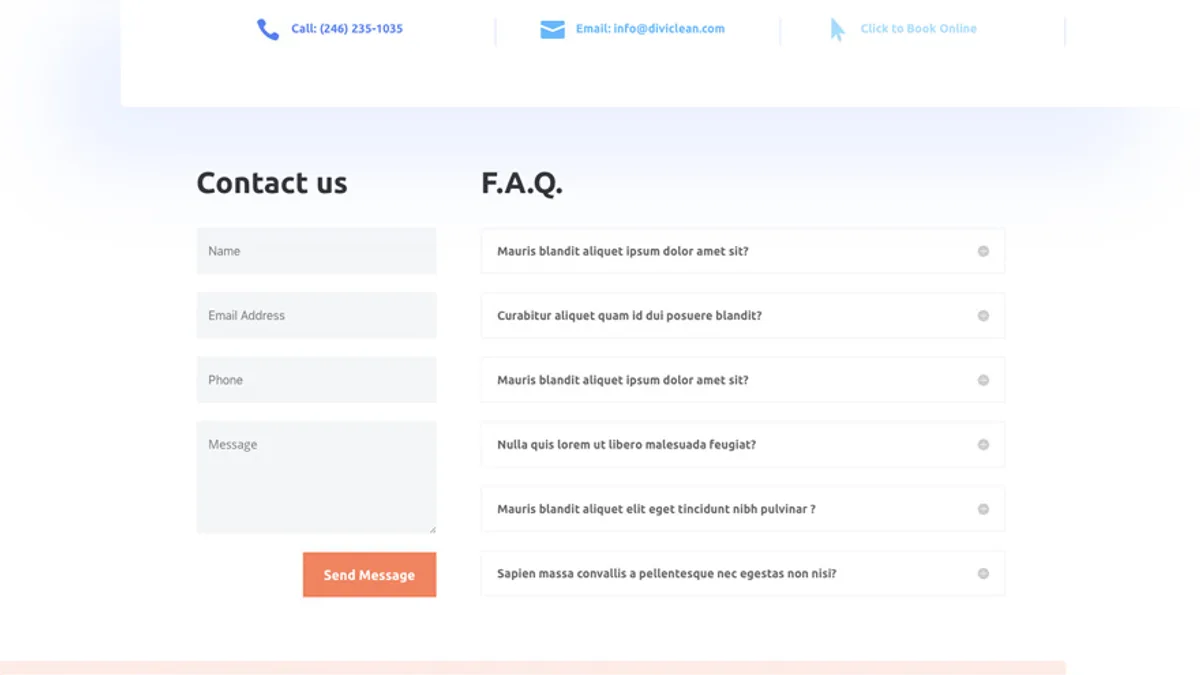 Call: (246) 235-1035
Email: info@diviclean.com
Click to Book Online
Contact us
Name
Email Address
Phone
Message
Send Message
F.A.Q.
Mauris blandit aliquet ipsum dolor amet sit?
Curabitur aliquet quam id dui posuere blandit?
Mauris blandit aliquet ipsum dolor amet sit?
Nulla quis lorem ut libero malesuada feugiat?
Mauris blandit aliquet elit eget tincidunt nibh pulvinar ?
Sapien massa convallis a pellentesque nec egestas non nisi?